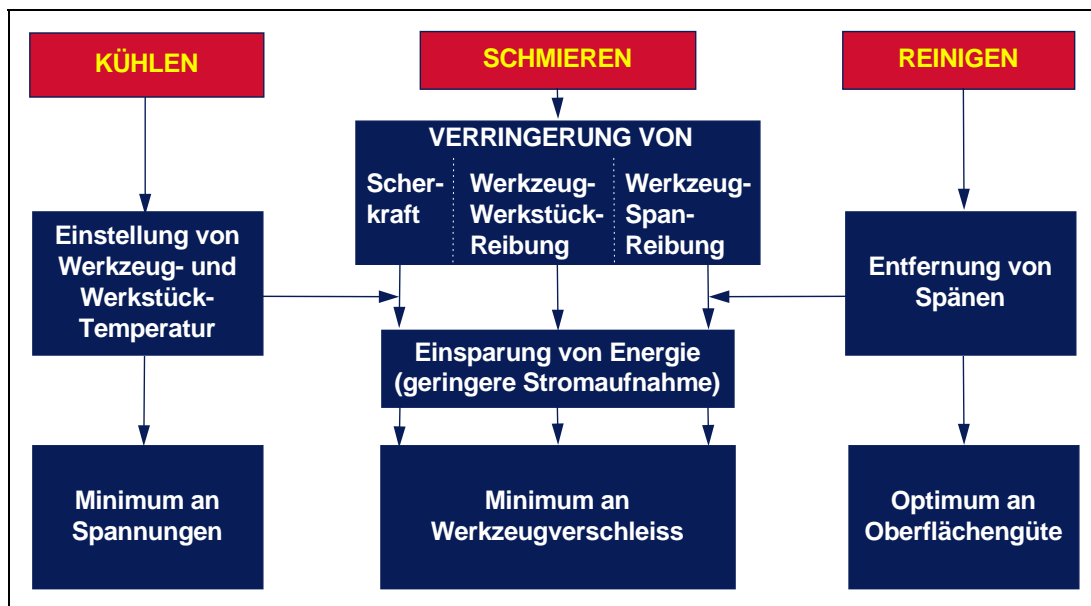 KÜHLEN
SCHMIEREN
REINIGEN
VERRINGERUNG VON
Scher-
kraft
Werkzeug-
Werkstück-
Reibung
Werkzeug-
Span-
Reibung
Einstellung von
Werkzeug- und
Werkstück-
Temperatur
Entfernung von
Spänen
Einsparung von Energie
(geringere Stromaufnahme)
Minimum an
Spannungen
Minimum an
Werkzeugverschleiss
Optimum an
Oberflächengüte